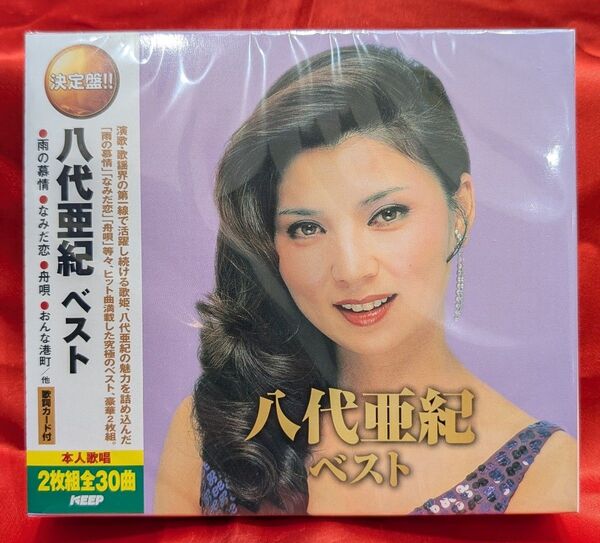 決定盤!!
八代亜紀 ベスト
雨の慕情 なみだ恋 舟唄 おんな港町/他
歌詞カード付
本人歌唱
2枚組全30曲
KEEP
演歌・歌謡界の第一線で活躍し続ける歌姫、八代亜紀の魅力を詰め込んだ
「雨の慕情」「なみだ恋」「舟唄」等々、ヒット曲満載した究極のベスト、豪華2枚組。
八代亜紀
ベスト